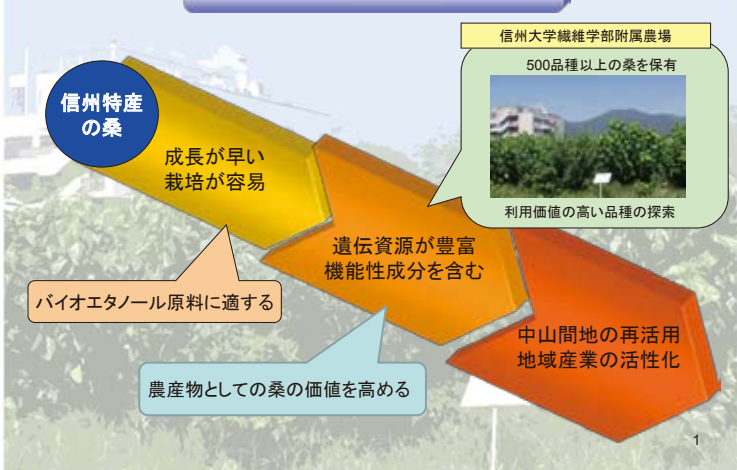 信州大学繊維学部附属農場
500品種以上の桑を保有
利用価値の高い品種の探索
信州特産
の桑
成長が早い
栽培が容易
遺伝資源が豊富
機能性成分を含む
バイオエタノール原料に適する
中山間地の再活用
地域産業の活性化
農産物としての桑の価値を高める
1